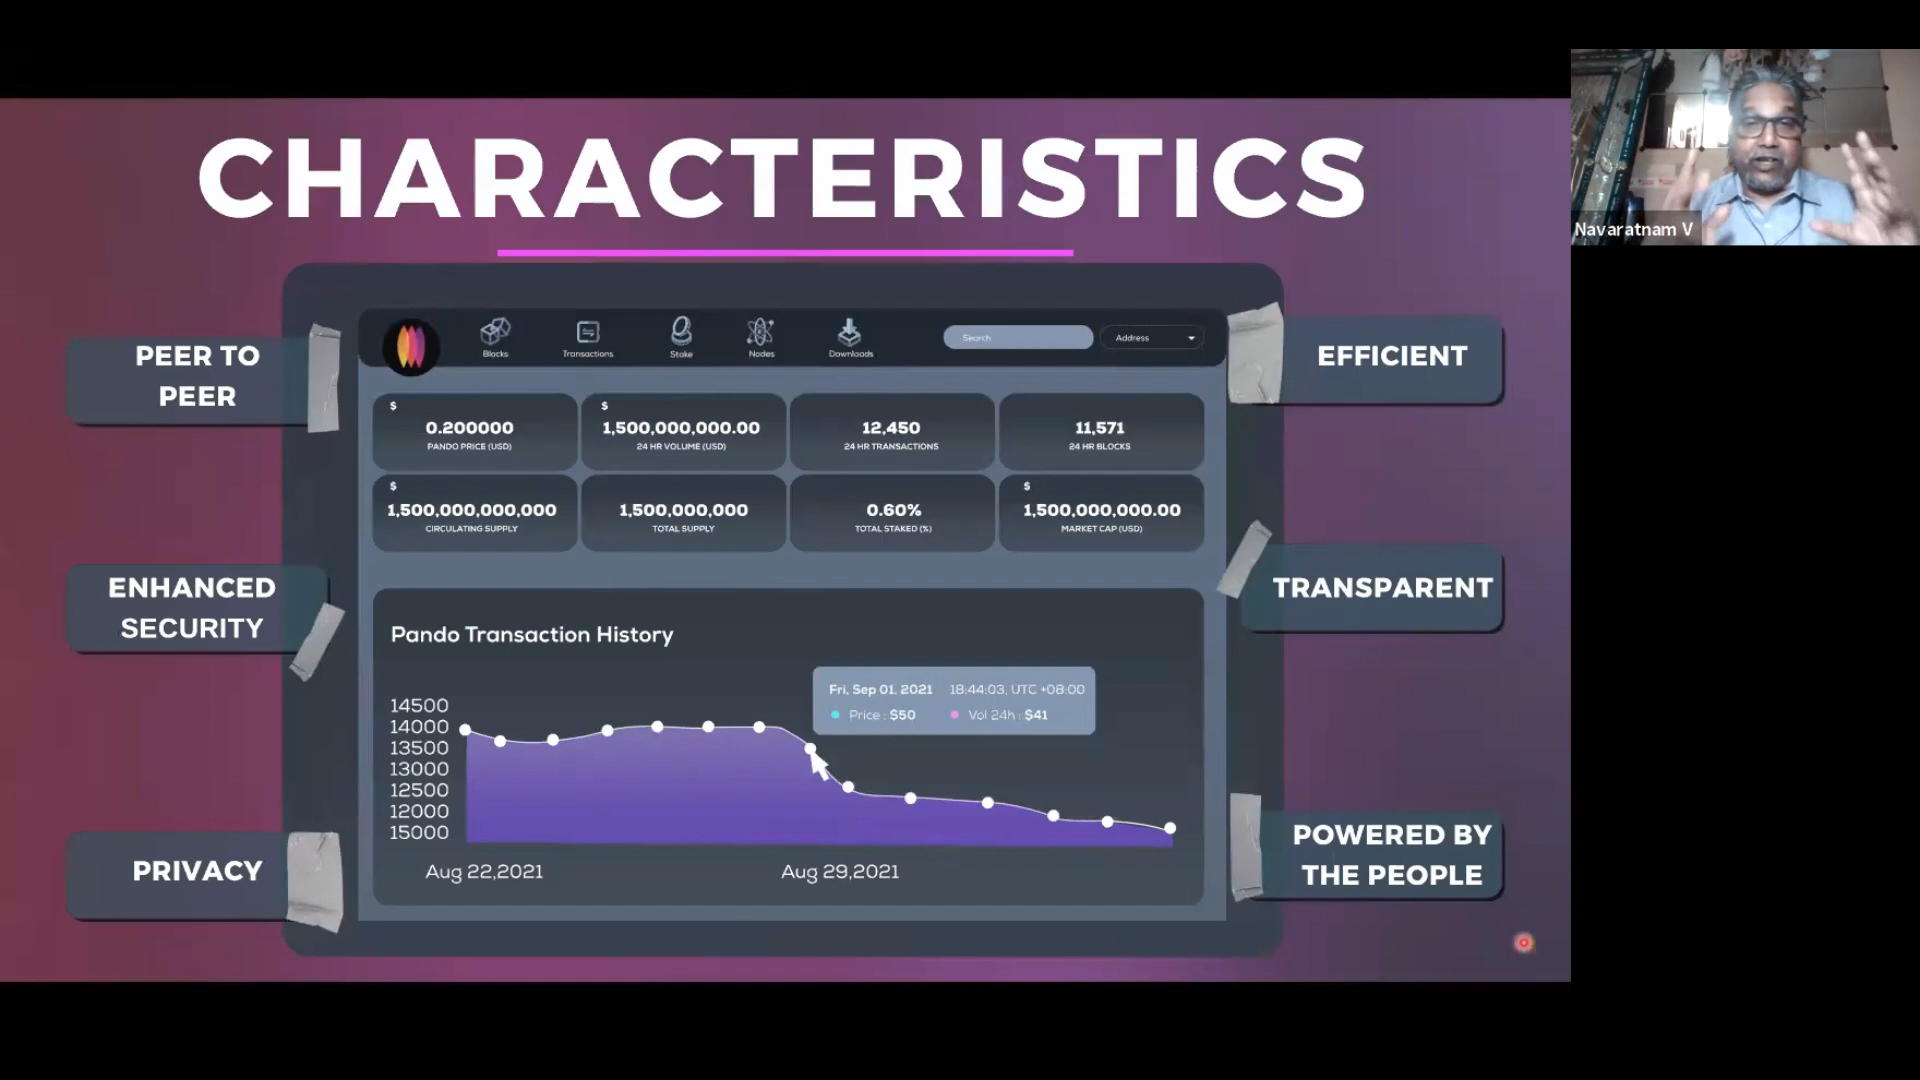 CHARACTERISTICS
Navaratnam V
PEER TO
PEER
ENHANCED
SECURITY
PRIVACY
Blocks
Transactions
Stake
Nodes
Downloads
Search
Address
$
0.200000
PANDO PRICE (USD)
$
1,500,000,000.00
24 HR VOLUME (USD)
12,450
24 HR TRANSACTIONS
11,571
24 HR BLOCKS
$
1,500,000,000,000
CIRCULATING SUPPLY
1,500,000,000
TOTAL SUPPLY
0.60%
TOTAL STAKED (%)
$
1,500,000,000.00
MARKET CAP (USD)
Pando Transaction History
Fri, Sep 01, 2021 18:44:03, UTC +08:00
Price : $50 Vol 24h : $41
14500
14000
13500
13000
12500
12000
15000
Aug 22,2021
Aug 29,2021
EFFICIENT
TRANSPARENT
POWERED BY
THE PEOPLE